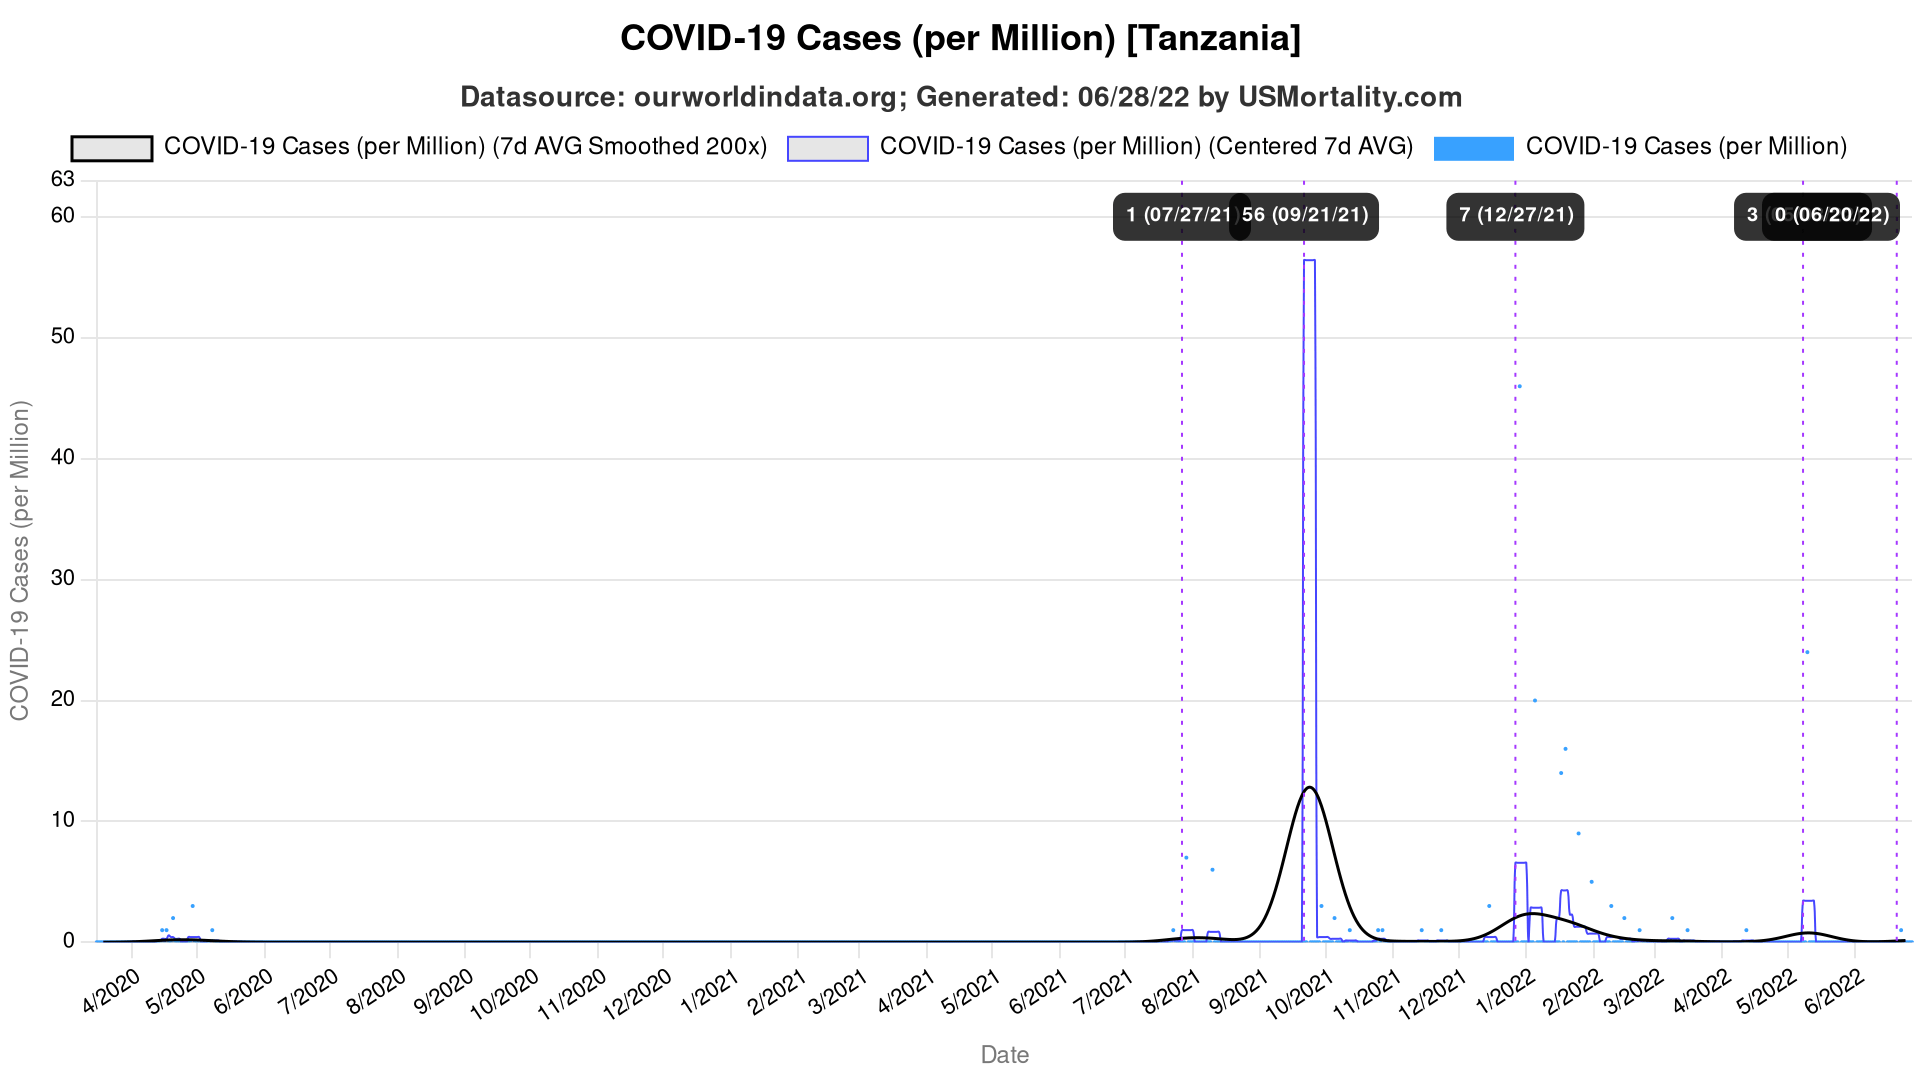 COVID-19 Cases (per Million) [Tanzania]
Datasource: ourworldindata.org; Generated: 06/28/22 by USMortality.com
COVID-19 Cases (per Million) (7d AVG Smoothed 200x) COVID-19 Cases (per Million) (Centered 7d AVG) COVID-19 Cases (per Million)
63
1 (07/27/21) 56 (09/21/21) 7 (12/27/21) 3 0 (06/20/22)
60
50
40
30
20
10
0
COVID-19 Cases (per Million)
4/2020 5/2020 6/2020 7/2020 8/2020 9/2020 10/2020 11/2020 12/2020 1/2021 2/2021 3/2021 4/2021 5/2021 6/2021 7/2021 8/2021 9/2021 10/2021 11/2021 12/2021 1/2022 2/2022 3/2022 4/2022 5/2022 6/2022
Date